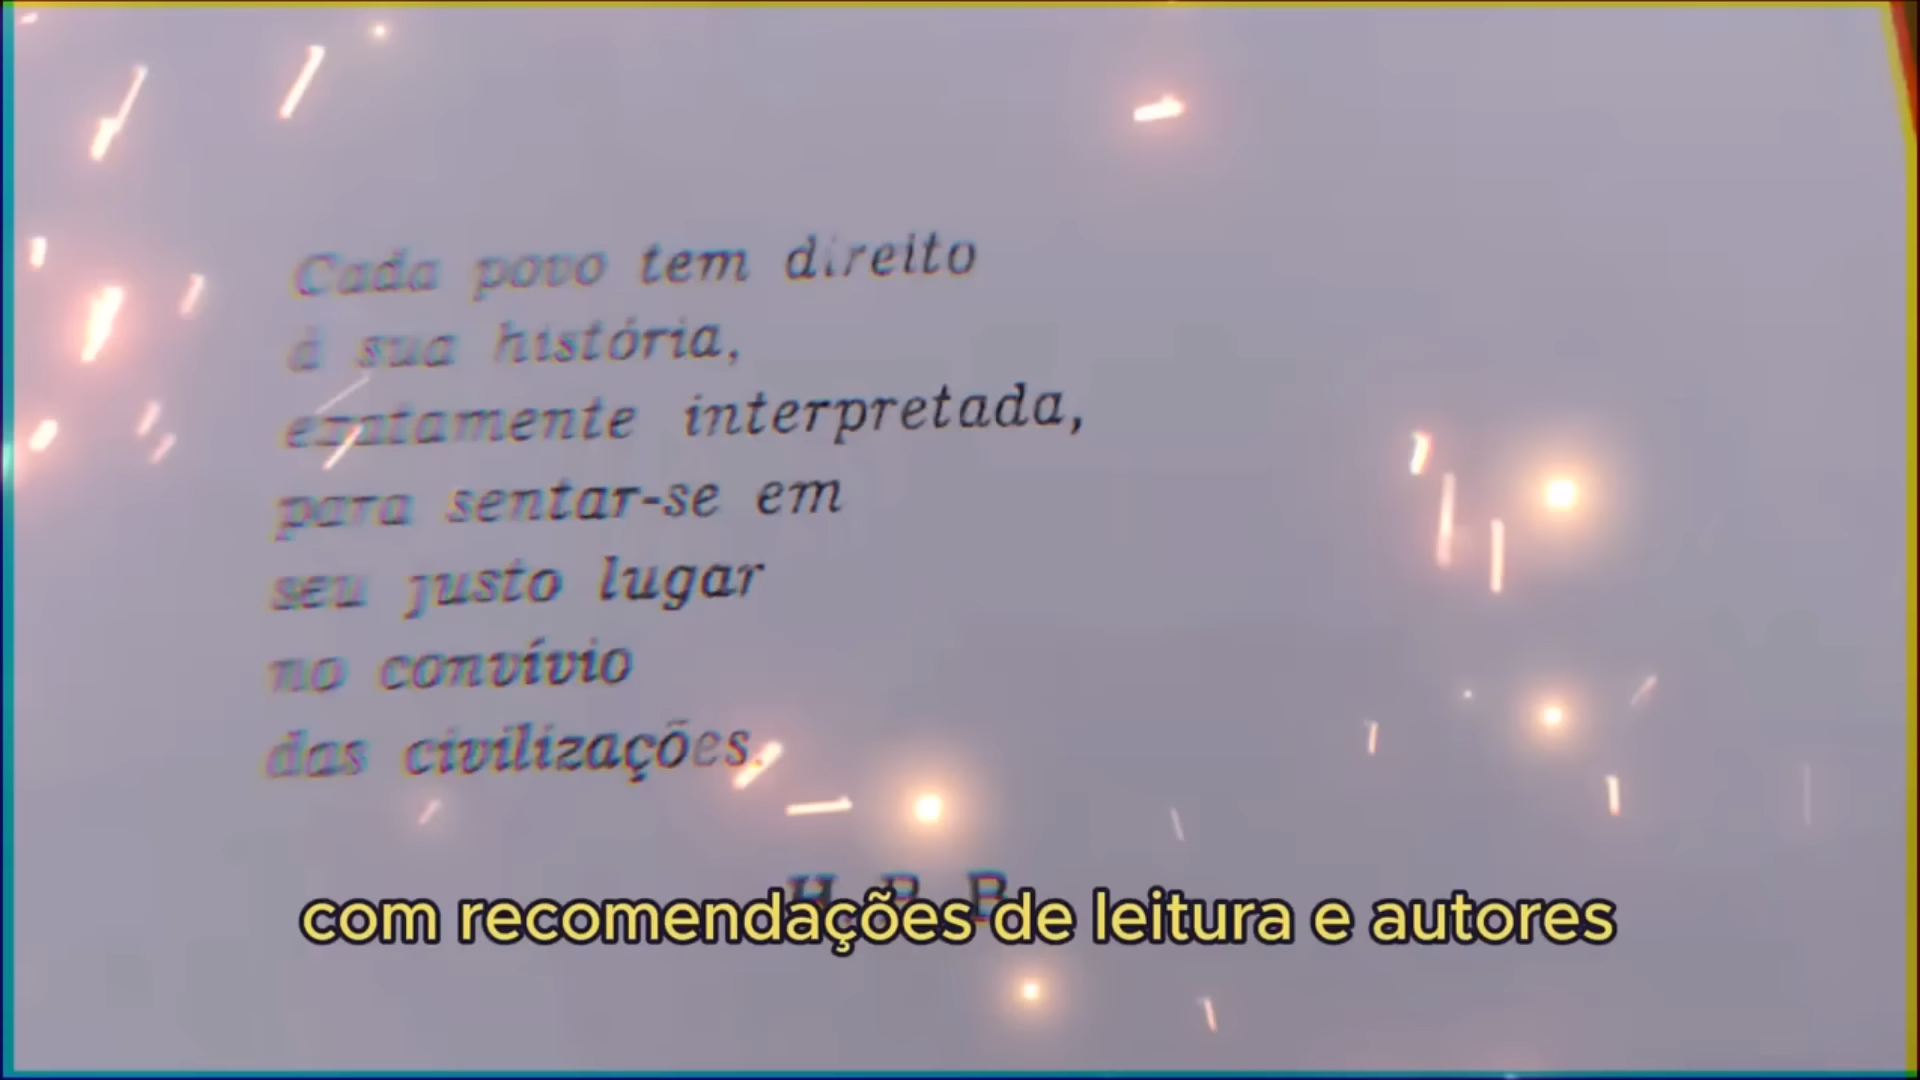 Cada povo tem direito
à sua história,
exatamente interpretada,
para sentar-se em
seu justo lugar
no convívio
das civilizações.
com recomendações de leitura e autores